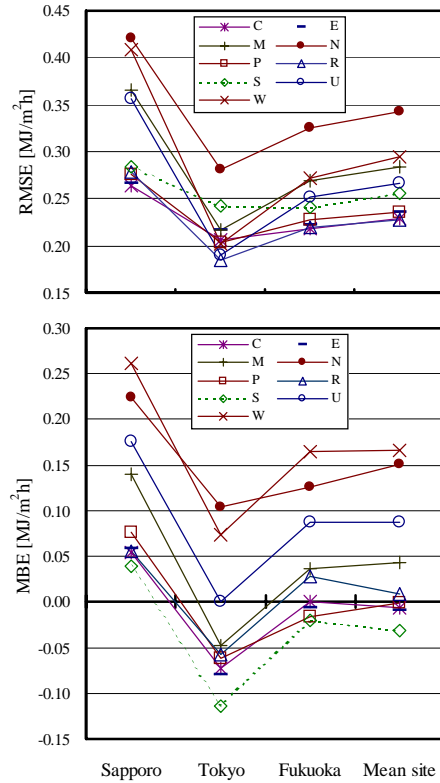 0.45
0.40
0.35
0.30
0.25
0.20
0.15
RMSE [MJ/m²h]
C E
M N
P R
S U
W
0.30
0.25
0.20
0.15
0.10
0.05
0.00
-0.05
-0.10
-0.15
MBE [MJ/m²h]
C E
M N
P R
S U
W
Sapporo Tokyo Fukuoka Mean site